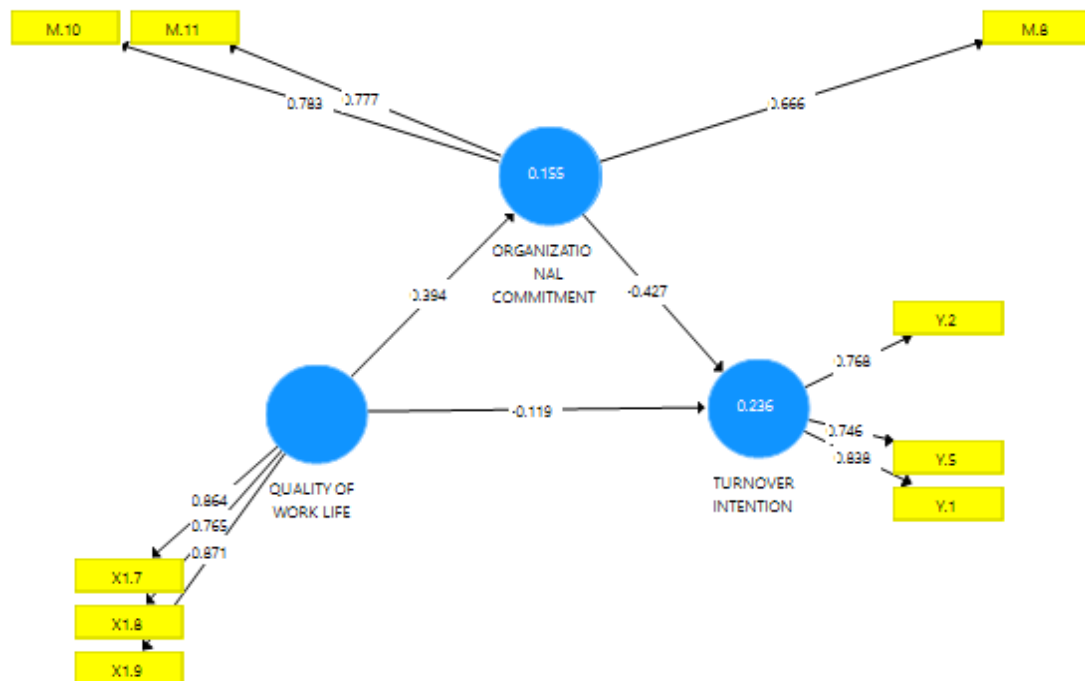 M.10
M.11
M.8
0.783
0.777
0.666
0.155
ORGANIZATIO
NAL
COMMITMENT
0.394
-0.427
Y.2
0.768
-0.119
0.236
0.746
0.838
Y.5
Y.1
QUALITY OF
WORK LIFE
TURNOVER
INTENTION
0.864
0.765
0.871
X1.7
X1.8
X1.9